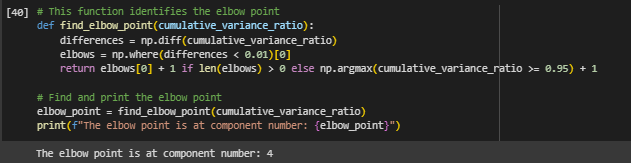 [40] # This function identifies the elbow point
def find_elbow_point(cumulative_variance_ratio):
    differences = np.diff(cumulative_variance_ratio)
    elbows = np.where(differences < 0.01)[0]
    return elbows[0] + 1 if len(elbows) > 0 else np.argmax(cumulative_variance_ratio >= 0.95) + 1
# Find and print the elbow point
elbow_point = find_elbow_point(cumulative_variance_ratio)
print(f"The elbow point is at component number: {elbow_point}")
The elbow point is at component number: 4